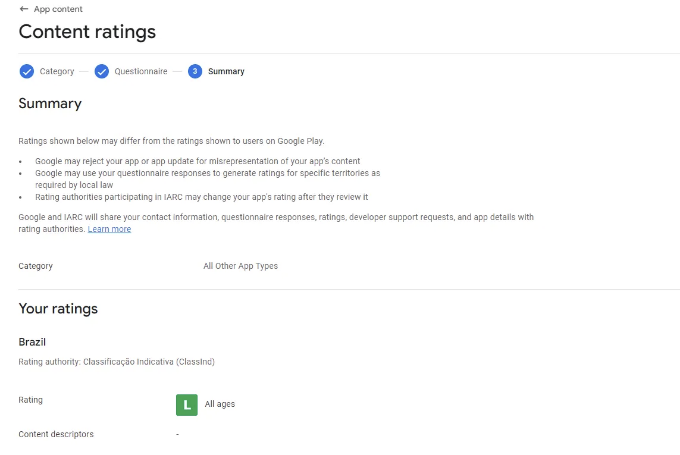 App content
Content ratings
Category
Questionnaire
3
Summary
Summary
Ratings shown below may differ from the ratings shown to users on Google Play.
• Google may reject your app or app update for misrepresentation of your app's content
• Google may use your questionnaire responses to generate ratings for specific territories as
required by local law
• Rating authorities participating in IARC may change your app's rating after they review it
Google and IARC will share your contact information, questionnaire responses, ratings, developer support requests, and app details with
rating authorities. Learn more
Category All Other App Types
Your ratings
Brazil
Rating authority: Classificação Indicativa (ClassInd)
Rating L All ages
Content descriptors -